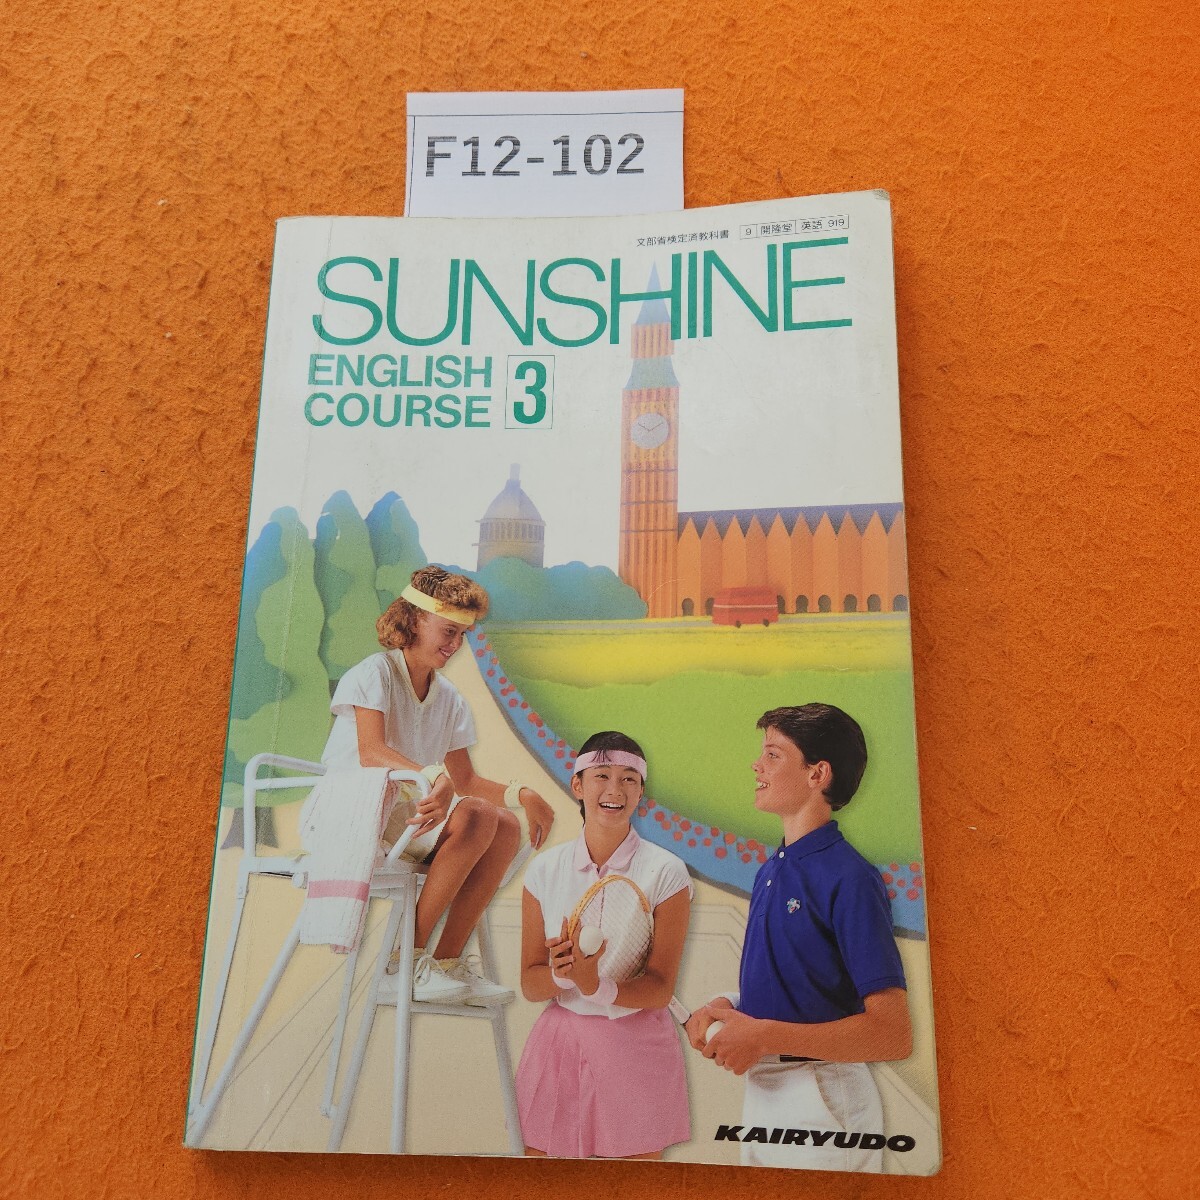 F12-102
文部省検定済教科書 9 開隆堂 英語 919
SUNSHINE
ENGLISH
COURSE 3
KAIRYUDO